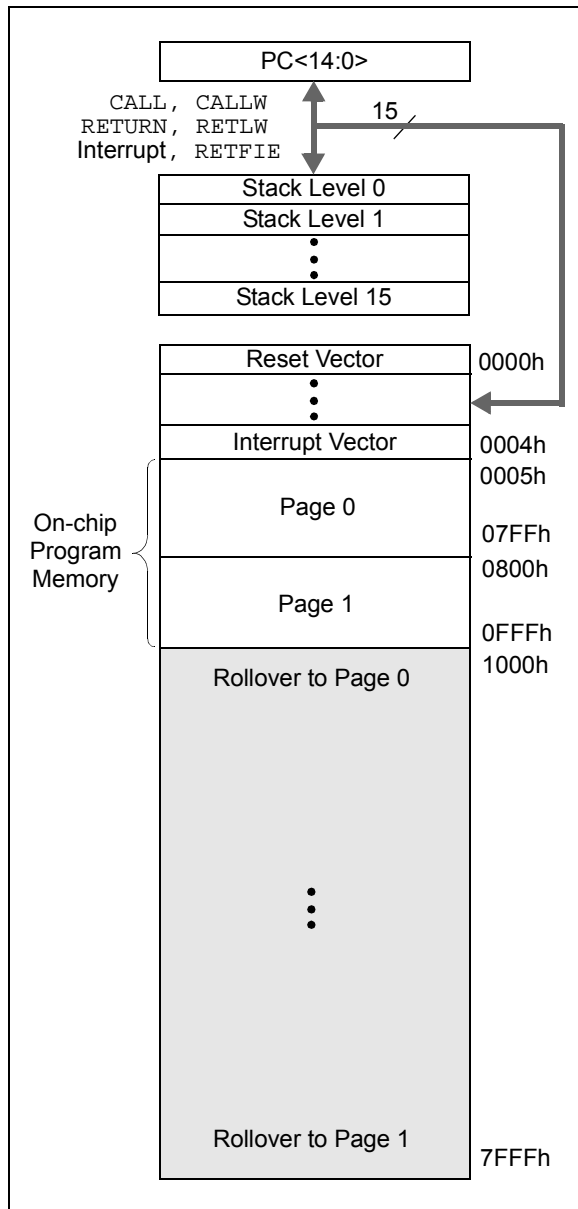 PC<14:0>
CALL, CALLW
RETURN, RETLW
Interrupt, RETFIE
15
Stack Level 0
Stack Level 1
Stack Level 15
Reset Vector
0000h
Interrupt Vector
0004h
0005h
On-chip
Program
Memory
Page 0
07FFh
0800h
Page 1
0FFFh
1000h
Rollover to Page 0
Rollover to Page 1
7FFFh